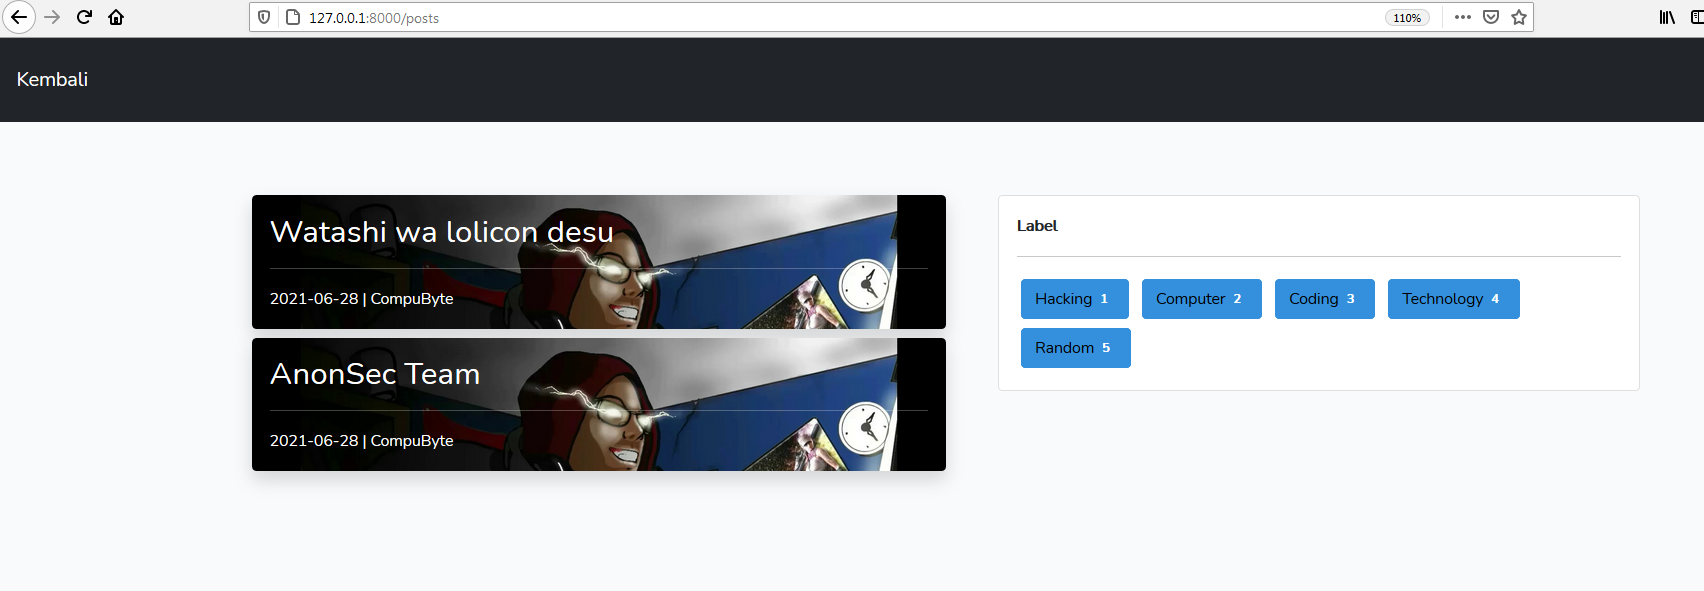 127.0.0.1:8000/posts
110%
Kembali
Watashi wa lolicon desu
2021-06-28 | CompuByte
AnonSec Team
2021-06-28 | CompuByte
Label
Hacking 1
Computer 2
Coding 3
Technology 4
Random 5